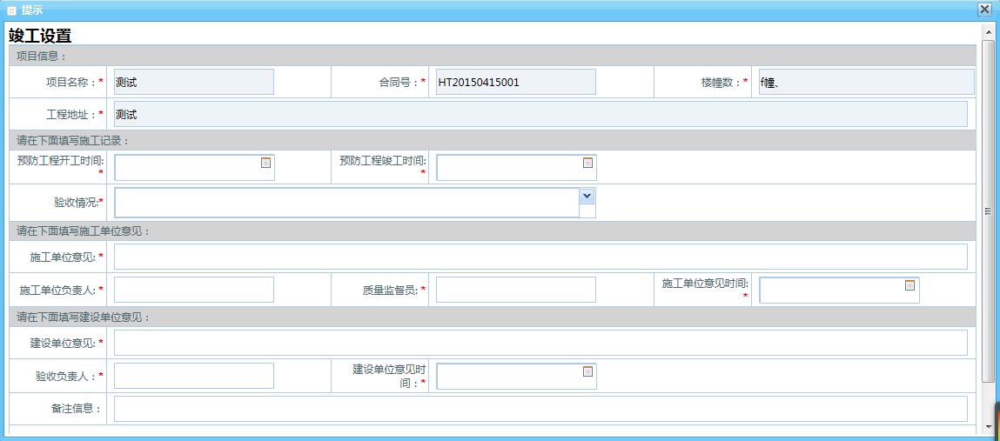 提示
竣工设置
项目信息：
项目名称：* 测试 合同号：* HT20150415001 楼幢数：* f幢、
工程地址：* 测试
请在下面填写施工记录：
预防工程开工时间:* 预防工程竣工时间:*
验收情况:*
请在下面填写施工单位意见：
施工单位意见:*
施工单位负责人:* 质量监督员:* 施工单位意见时间:*
请在下面填写建设单位意见：
建设单位意见:*
验收负责人：* 建设单位意见时
间：*
备注信息：